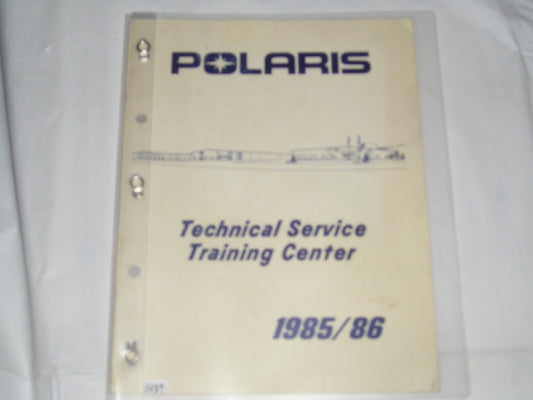 POLARIS
Technical Service
Training Center
1985/86